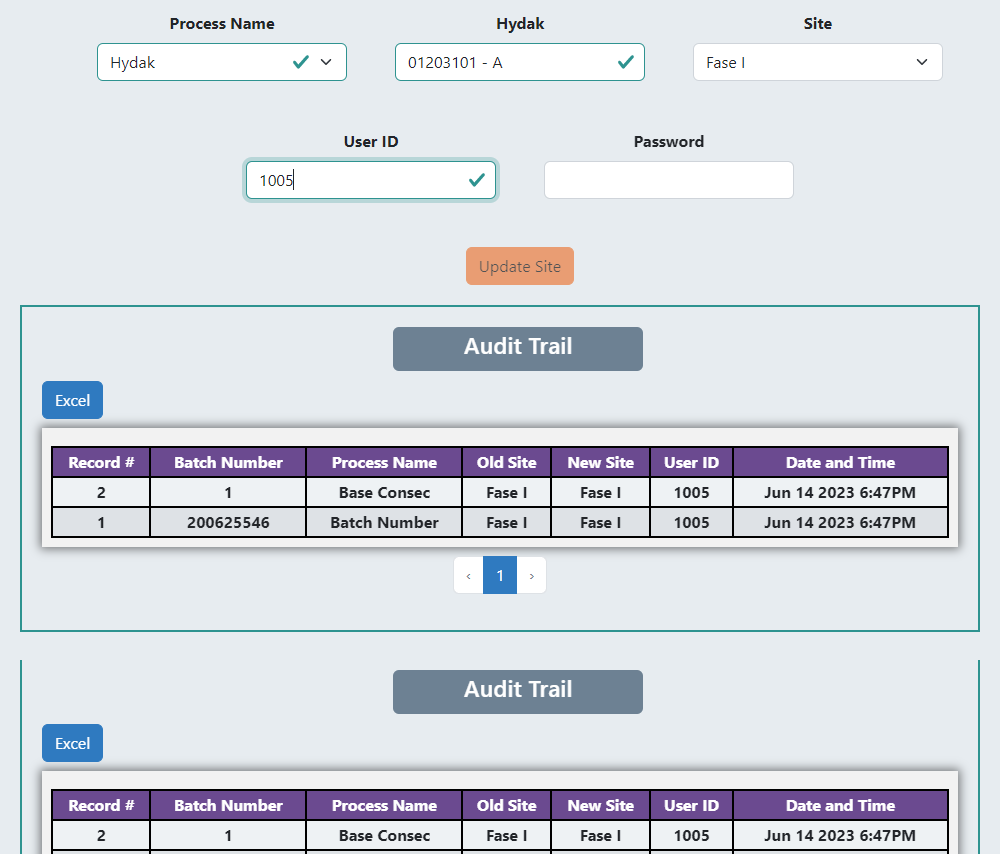 Process Name Hydak Site
Hydak 01203101 - A Fase I
User ID Password
1005
Update Site
Audit Trail
Excel
Record # Batch Number Process Name Old Site New Site User ID Date and Time
2 1 Base Consec Fase I Fase I 1005 Jun 14 2023 6:47PM
1 200625546 Batch Number Fase I Fase I 1005 Jun 14 2023 6:47PM
‹ 1 ›
Audit Trail
Excel
Record # Batch Number Process Name Old Site New Site User ID Date and Time
2 1 Base Consec Fase I Fase I 1005 Jun 14 2023 6:47PM